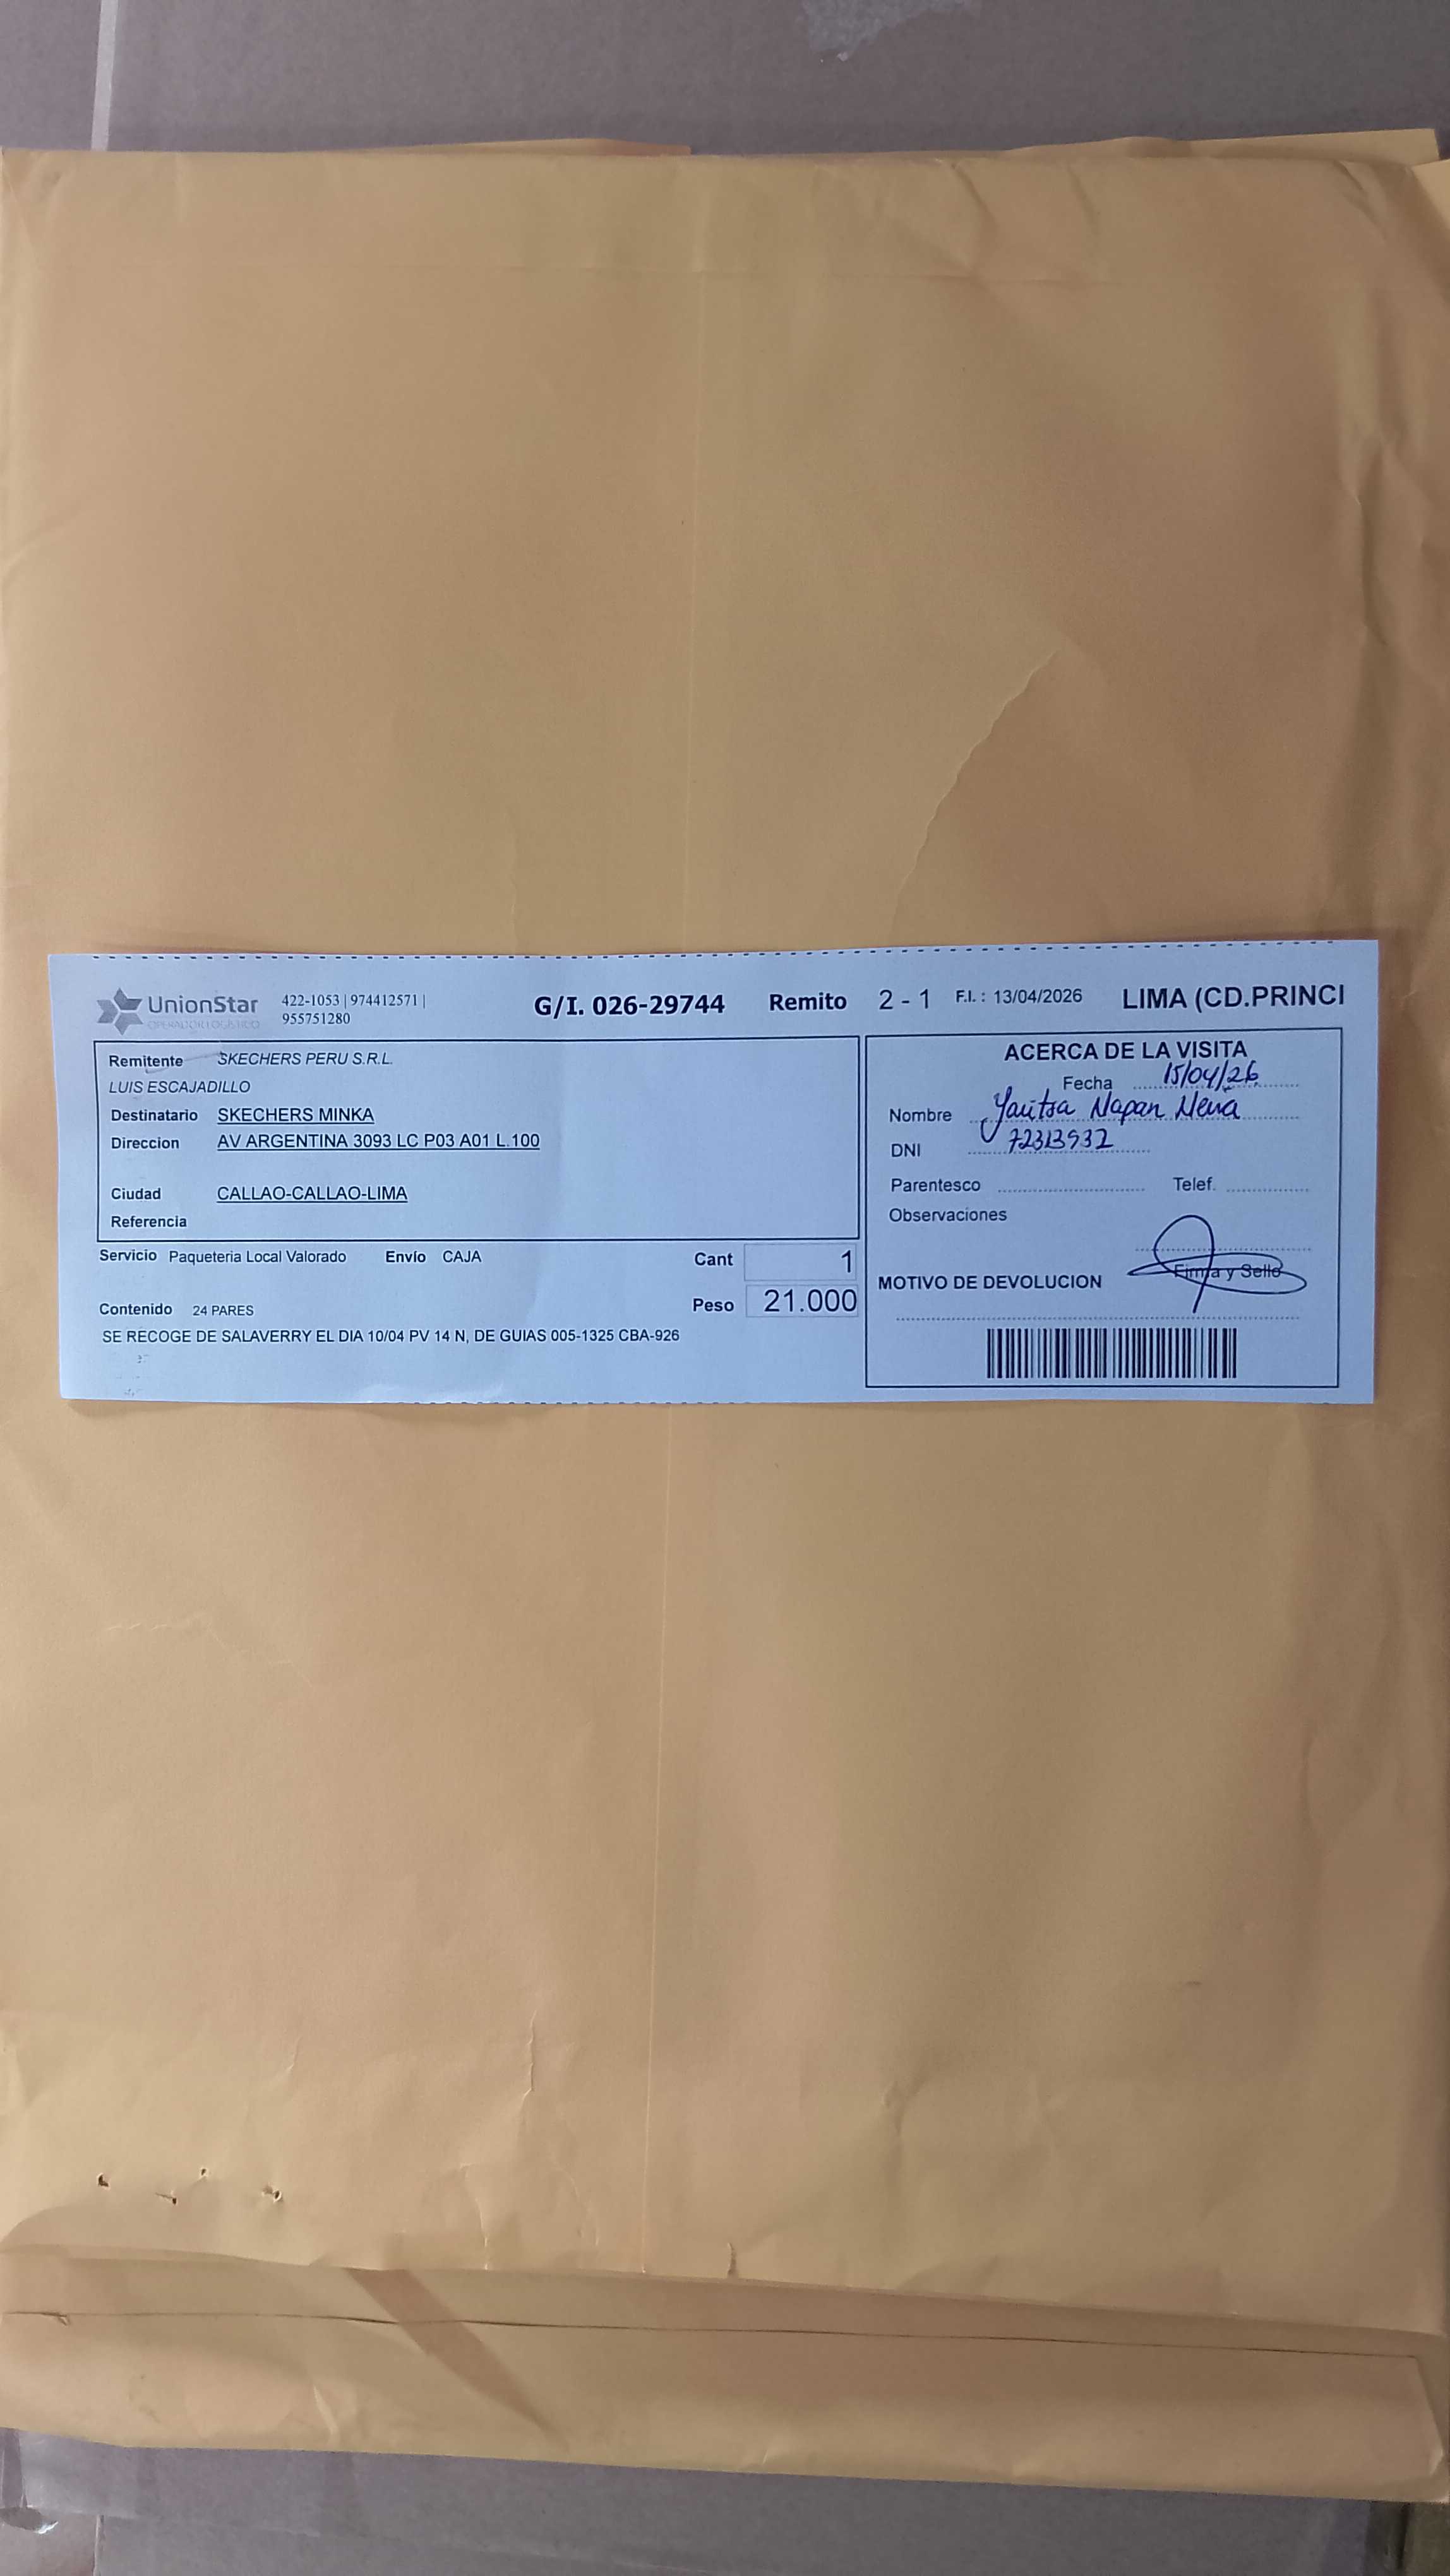 UnionStar
OPERADOR LOGISTICO
422-1053 | 974412571 |
955751280
G/I. 026-29744 Remito 2 - 1 F.I. : 13/04/2026 LIMA (CD.PRINCI
Remitente SKECHERS PERU S.R.L.
LUIS ESCAJADILLO
Destinatario SKECHERS MINKA
Direccion AV ARGENTINA 3093 LC P03 A01 L.100
Ciudad CALLAO-CALLAO-LIMA
Referencia
Servicio Paqueteria Local Valorado Envío CAJA Cant 1
Contenido 24 PARES Peso 21.000
SE RECOGE DE SALAVERRY EL DIA 10/04 PV 14 N, DE GUIAS 005-1325 CBA-926
ACERCA DE LA VISITA
Fecha 15/04/26
Nombre Yaritsa Napan
DNI 72313932
Parentesco Telef.
Observaciones
Firma y Sello
MOTIVO DE DEVOLUCION